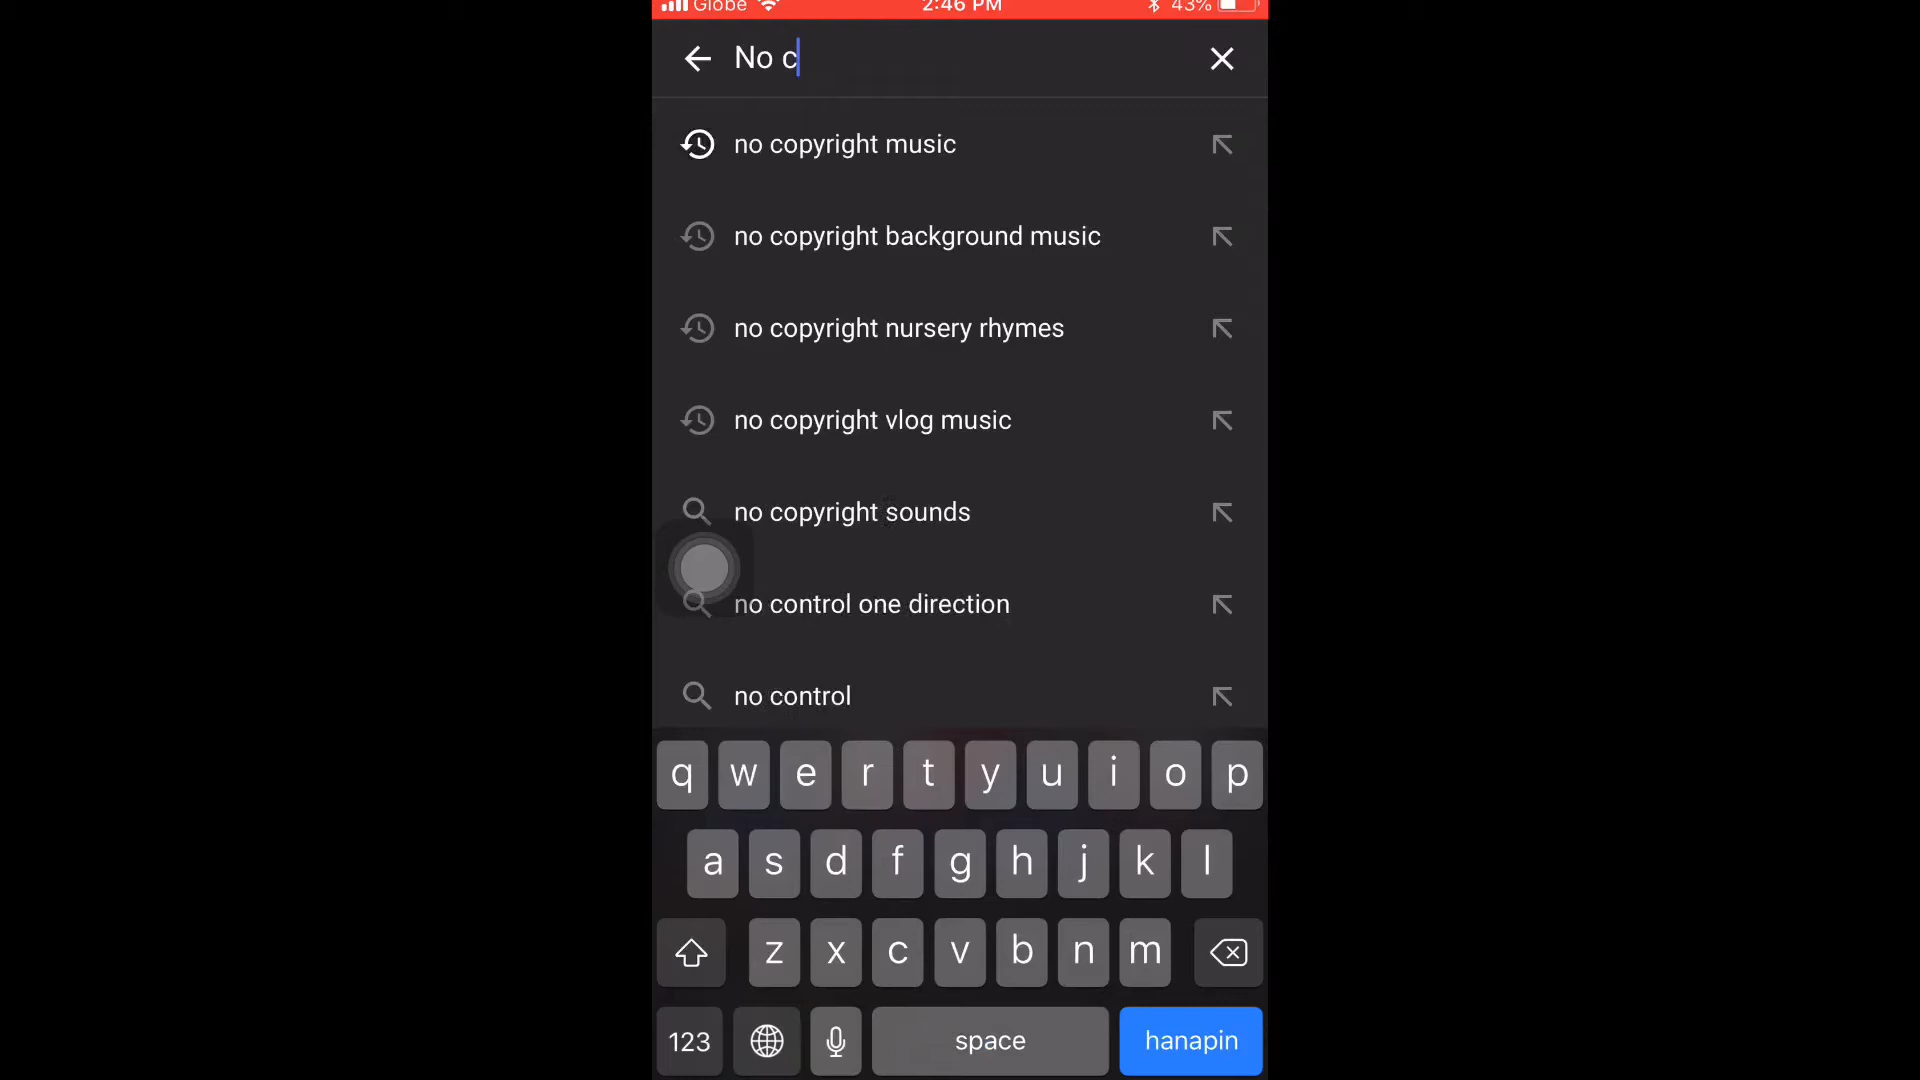 Globe 2:46 PM 43%
No c
no copyright music
no copyright background music
no copyright nursery rhymes
no copyright vlog music
no copyright sounds
no control one direction
no control
q w e r t y u i o p
a s d f g h j k l
z x c v b n m
123 space hanapin